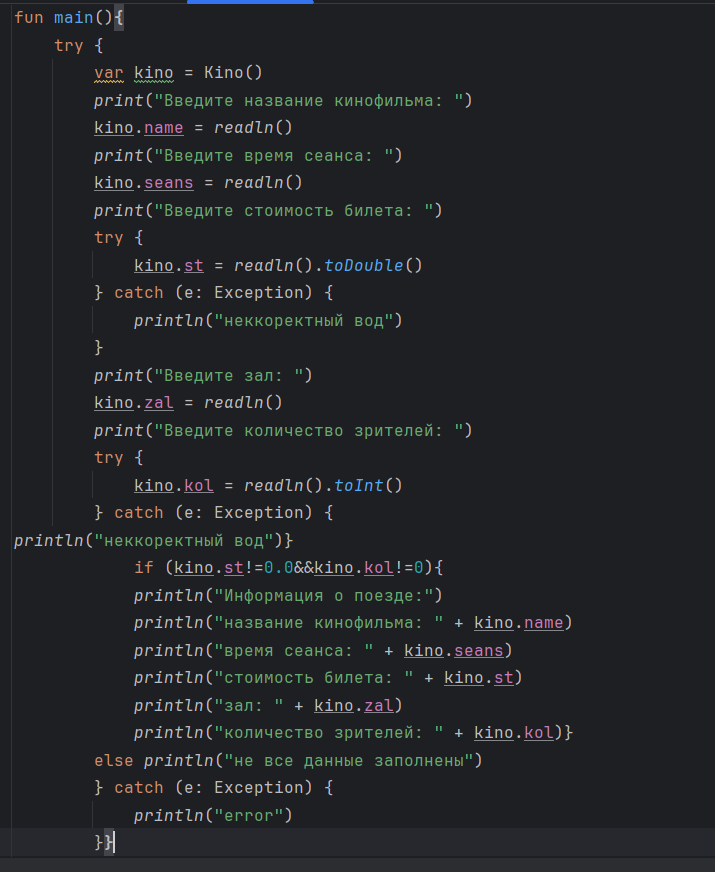 fun main(){
    try {
        var kino = Kino()
        print("Введите название кинофильма: ")
        kino.name = readln()
        print("Введите время сеанса: ")
        kino.seans = readln()
        print("Введите стоимость билета: ")
        try {
            kino.st = readln().toDouble()
        } catch (e: Exception) {
            println("неккоректный вод")
        }
        print("Введите зал: ")
        kino.zal = readln()
        print("Введите количество зрителей: ")
        try {
            kino.kol = readln().toInt()
        } catch (e: Exception) {
println("неккоректный вод")}
            if (kino.st!=0.0&&kino.kol!=0){
            println("Информация о поезде:")
            println("название кинофильма: " + kino.name)
            println("время сеанса: " + kino.seans)
            println("стоимость билета: " + kino.st)
            println("зал: " + kino.zal)
            println("количество зрителей: " + kino.kol)}
        else println("не все данные заполнены")
        } catch (e: Exception) {
            println("error")
        }}